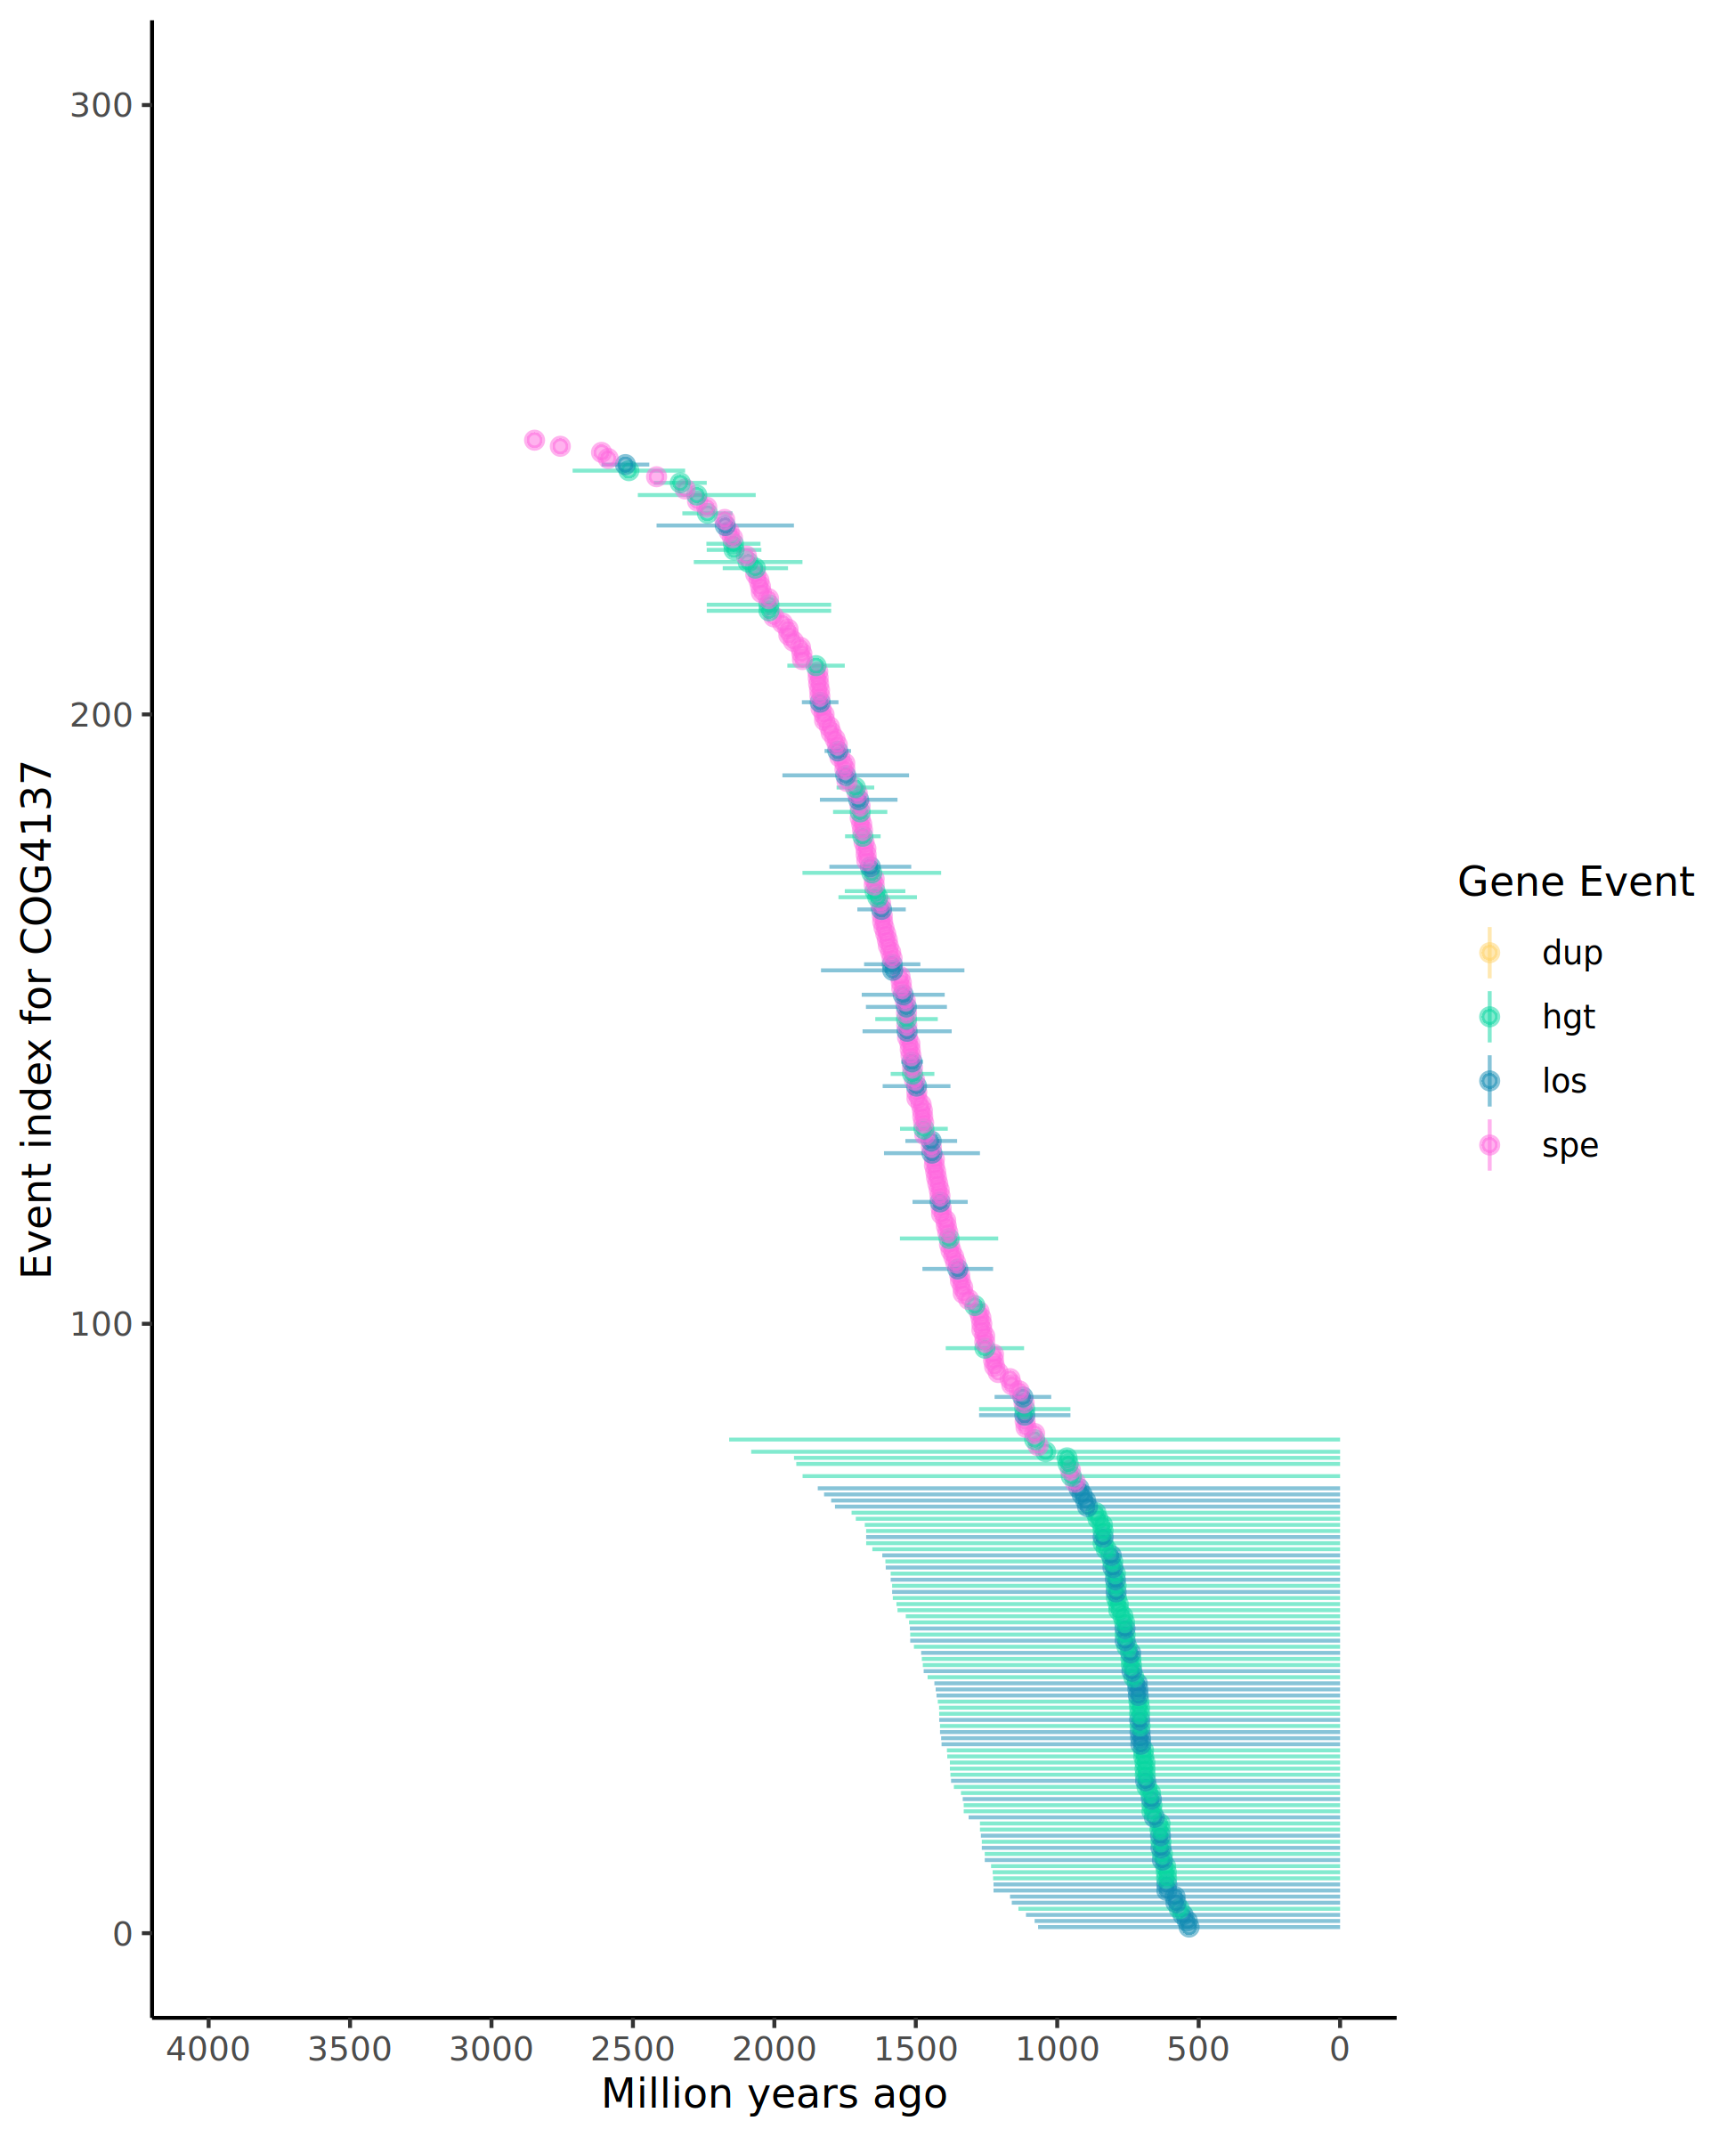 Event index for COG4137
300
200
100
0
4000 3500 3000 2500 2000 1500 1000 500 0
Million years ago
Gene Event
dup
hgt
los
spe